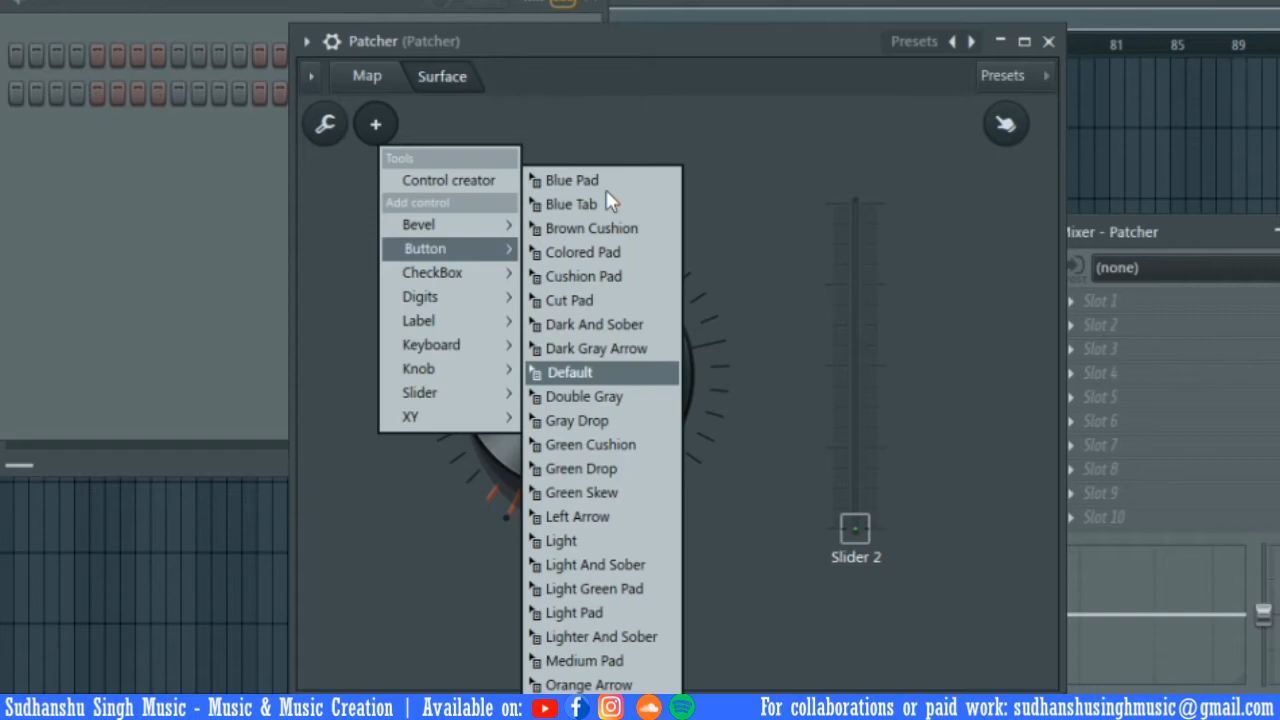 Patcher (Patcher)
Presets
81 85 89
Map
Surface
Presets
+
Tools
Control creator
Add control
Bevel
Button
CheckBox
Digits
Label
Keyboard
Knob
Slider
XY
Blue Pad
Blue Tab
Brown Cushion
Colored Pad
Cushion Pad
Cut Pad
Dark And Sober
Dark Gray Arrow
Default
Double Gray
Gray Drop
Green Cushion
Green Drop
Green Skew
Left Arrow
Light
Light And Sober
Light Green Pad
Light Pad
Lighter And Sober
Medium Pad
Orange Arrow
Slider 2
Mixer - Patcher
(none)
Slot 1
Slot 2
Slot 3
Slot 4
Slot 5
Slot 6
Slot 7
Slot 8
Slot 9
Slot 10
Sudhanshu Singh Music - Music & Music Creation | Available on: For collaborations or paid work: sudhanshusinghmusic@gmail.com